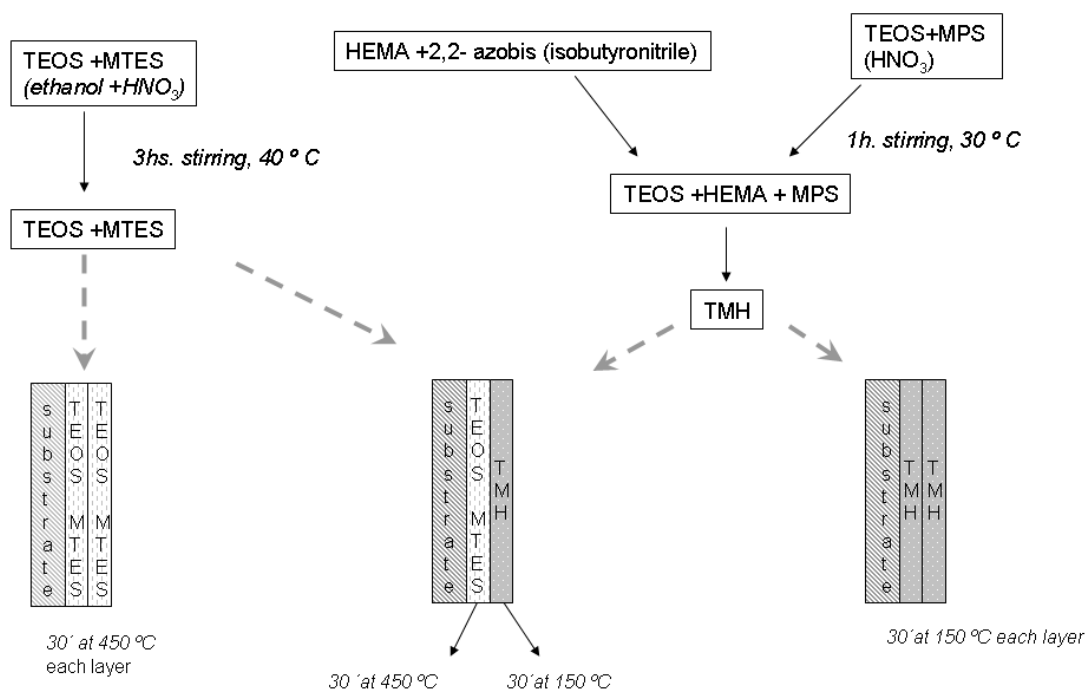 TEOS +MTES
(ethanol +HNO₃)
HEMA +2,2- azobis (isobutyronitrile)
TEOS+MPS
(HNO₃)
3hs. stirring, 40 º C
1h. stirring, 30 º C
TEOS +MTES
TEOS +HEMA + MPS
TMH
substrate
TEOS MTES
TEOS MTES
substrate
TEOS MTES
TMH
substrate
TMH
TMH
30´ at 450 ºC
each layer
30´at 450 ºC
30´at 150 ºC
30´at 150 ºC each layer